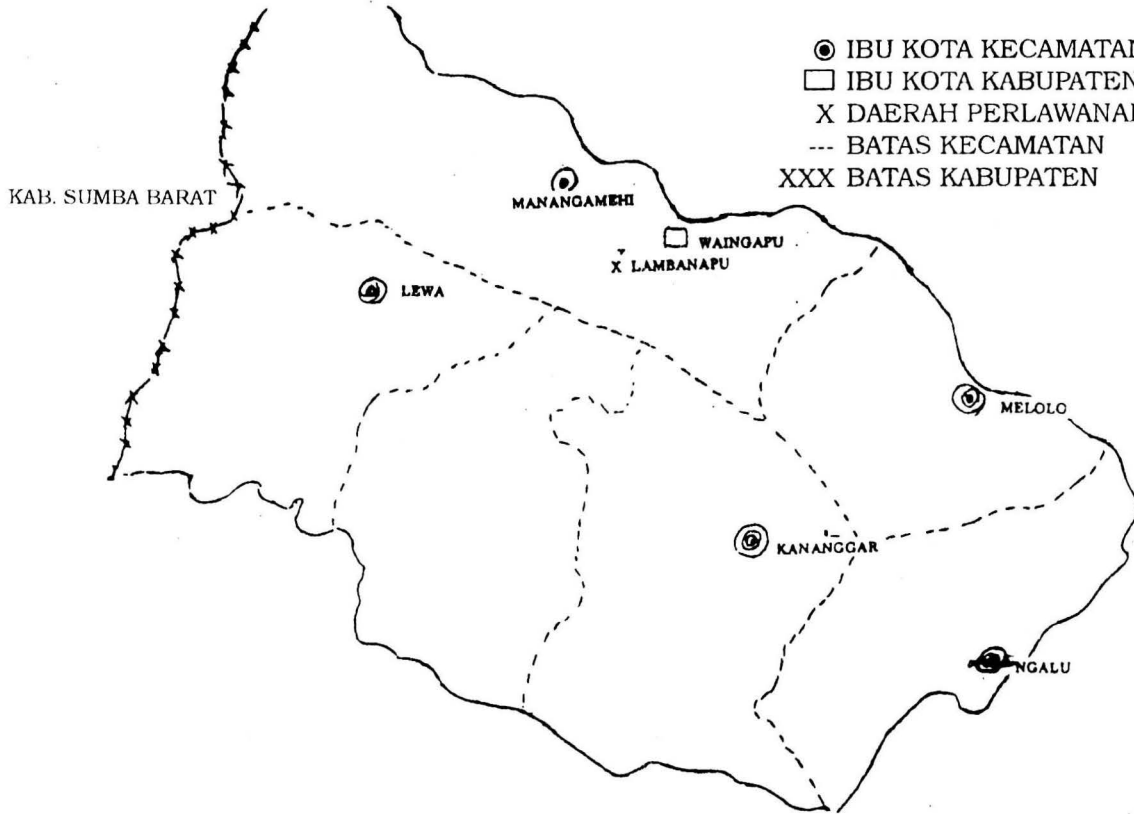 IBU KOTA KECAMATAN
IBU KOTA KABUPATEN
X DAERAH PERLAWANAN
--- BATAS KECAMATAN
XXX BATAS KABUPATEN
KAB. SUMBA BARAT
MANANGAMEHI
WAINGAPU
X LAMBANAPU
LEWA
MELOLO
KANANGGAR
NGALU